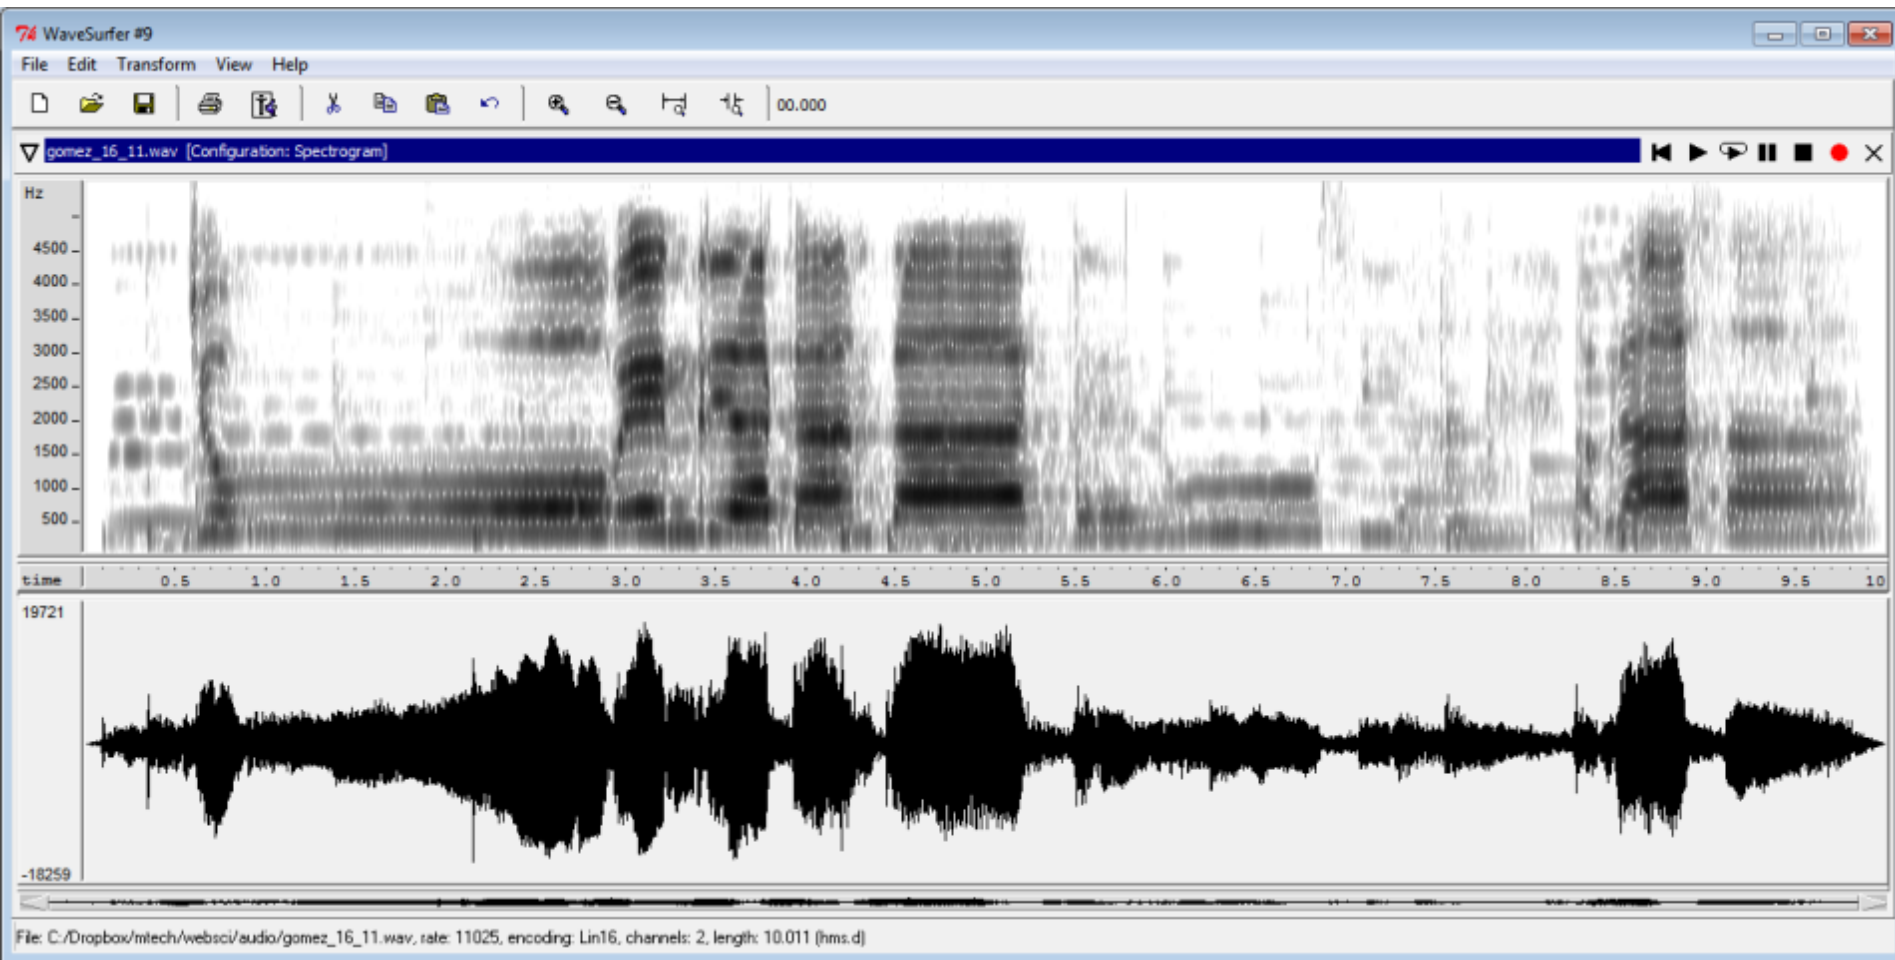 WaveSurfer #9
File Edit Transform View Help
00.000
gomez_16_11.wav [Configuration: Spectrogram]
Hz
4500
4000
3500
3000
2500
2000
1500
1000
500
time 0.5 1.0 1.5 2.0 2.5 3.0 3.5 4.0 4.5 5.0 5.5 6.0 6.5 7.0 7.5 8.0 8.5 9.0 9.5 10
19721
-18259
File: C:/Dropbox/mtech/websci/audio/gomez_16_11.wav, rate: 11025, encoding: Lin16, channels: 2, length: 10.011 (hms.d)